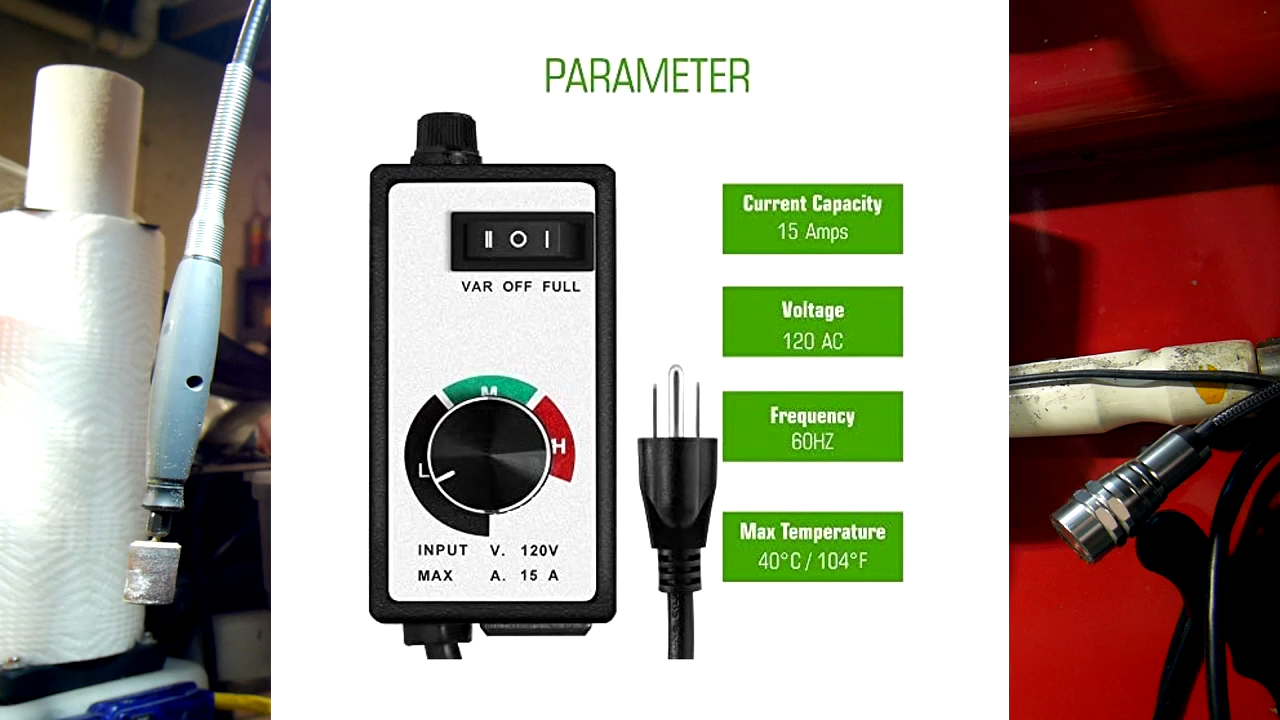 PARAMETER
II O I
VAR OFF FULL
M
L
H
INPUT V. 120V
MAX A. 15 A
Current Capacity
15 Amps
Voltage
120 AC
Frequency
60HZ
Max Temperature
40°C / 104°F